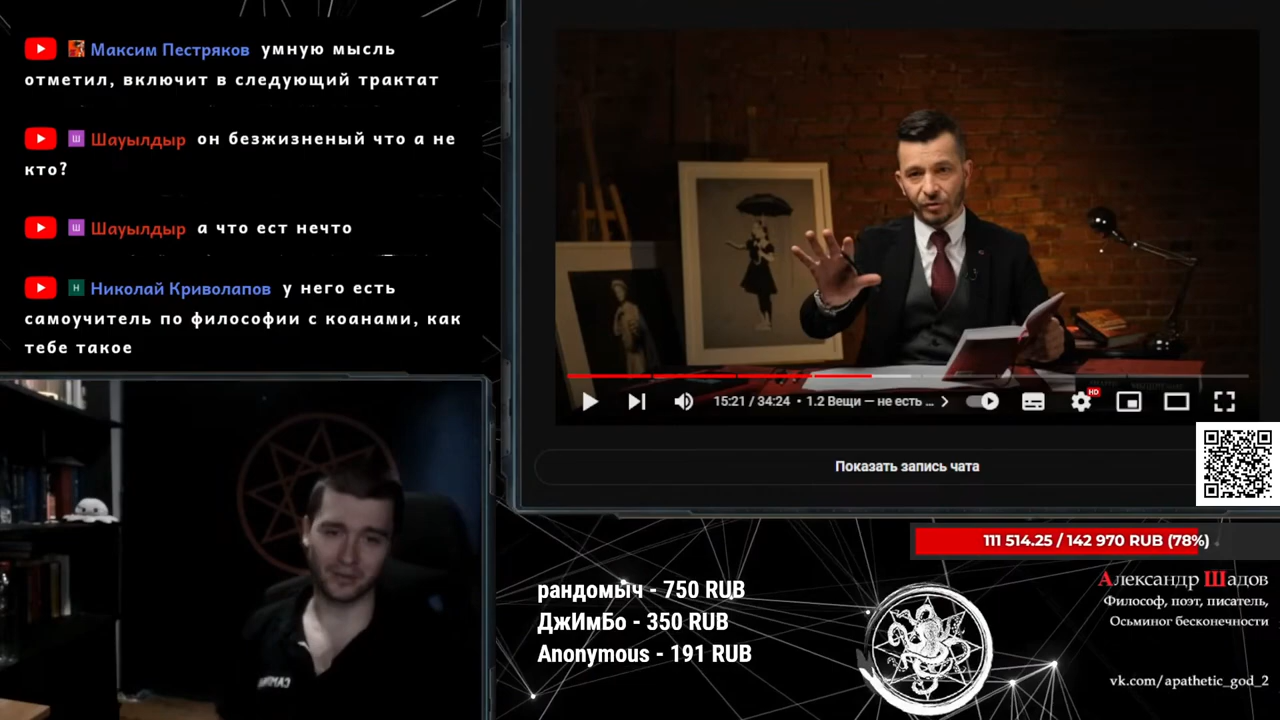 Максим Пестряков умную мысль
отметил, включит в следующий трактат
Ш Шауылдыр он безжизненый что а не
кто?
Ш Шауылдыр а что ест нечто
Н Николай Криволапов у него есть
самоучитель по философии с коанами, как
тебе такое
15:21 / 34:24 • 1.2 Вещи — не есть ...
HD
Показать запись чата
111 514.25 / 142 970 RUB (78%)
рандомыч - 750 RUB
ДжИмБо - 350 RUB
Anonymous - 191 RUB
Александр Шадов
Философ, поэт, писатель,
Осьминог бесконечности
vk.com/apathetic_god_2